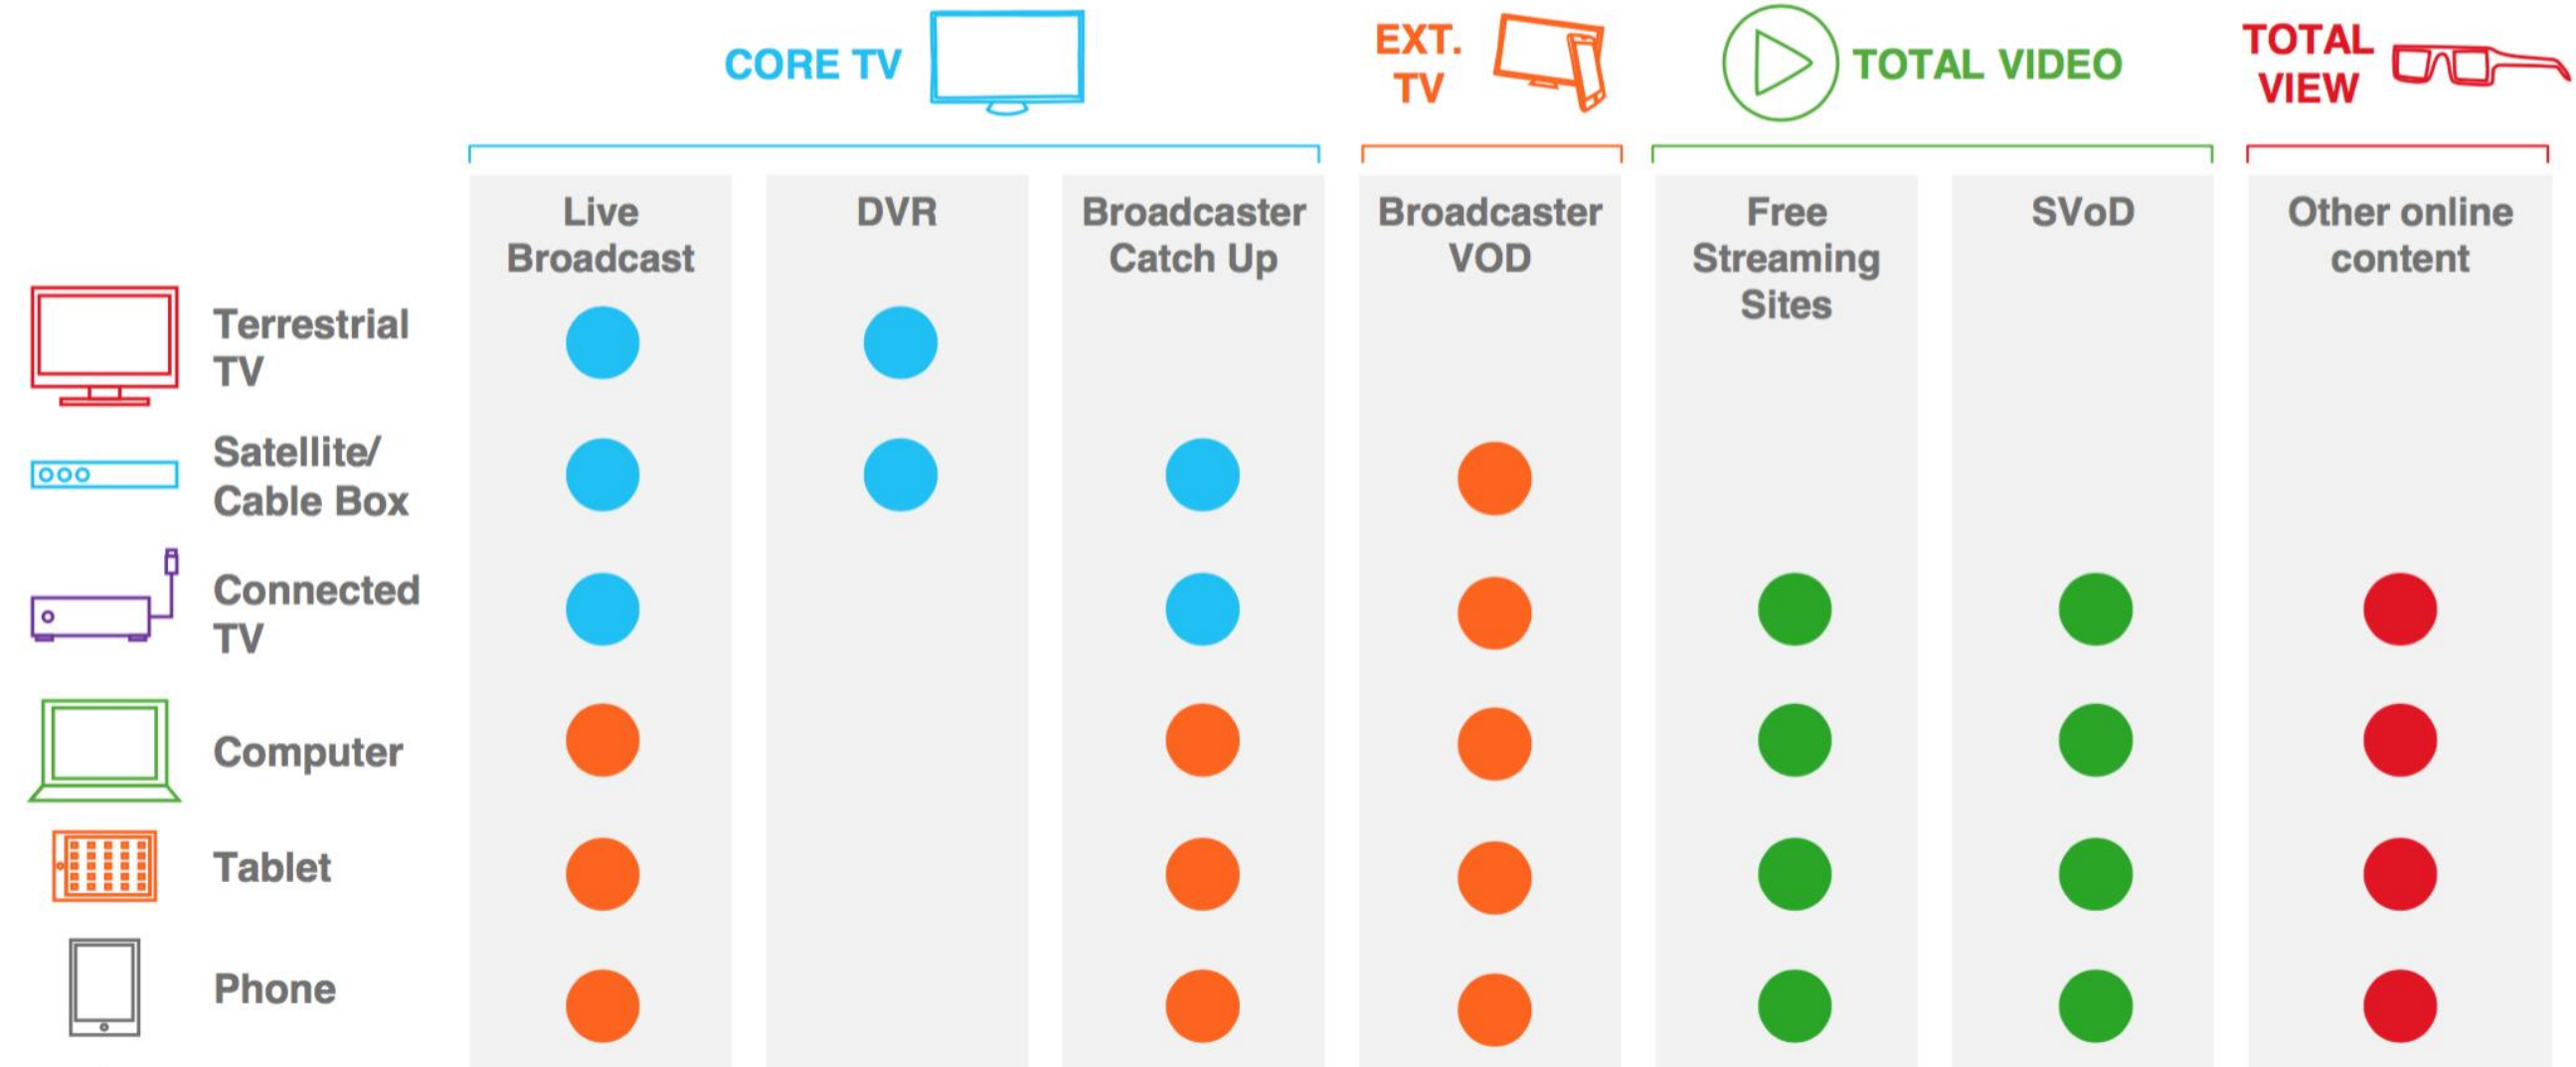 CORE TV
EXT.
TV
TOTAL VIDEO
TOTAL
VIEW
Live
Broadcast
DVR
Broadcaster
Catch Up
Broadcaster
VOD
Free
Streaming
Sites
SVoD
Other online
content
Terrestrial
TV
Satellite/
Cable Box
Connected
TV
Computer
Tablet
Phone